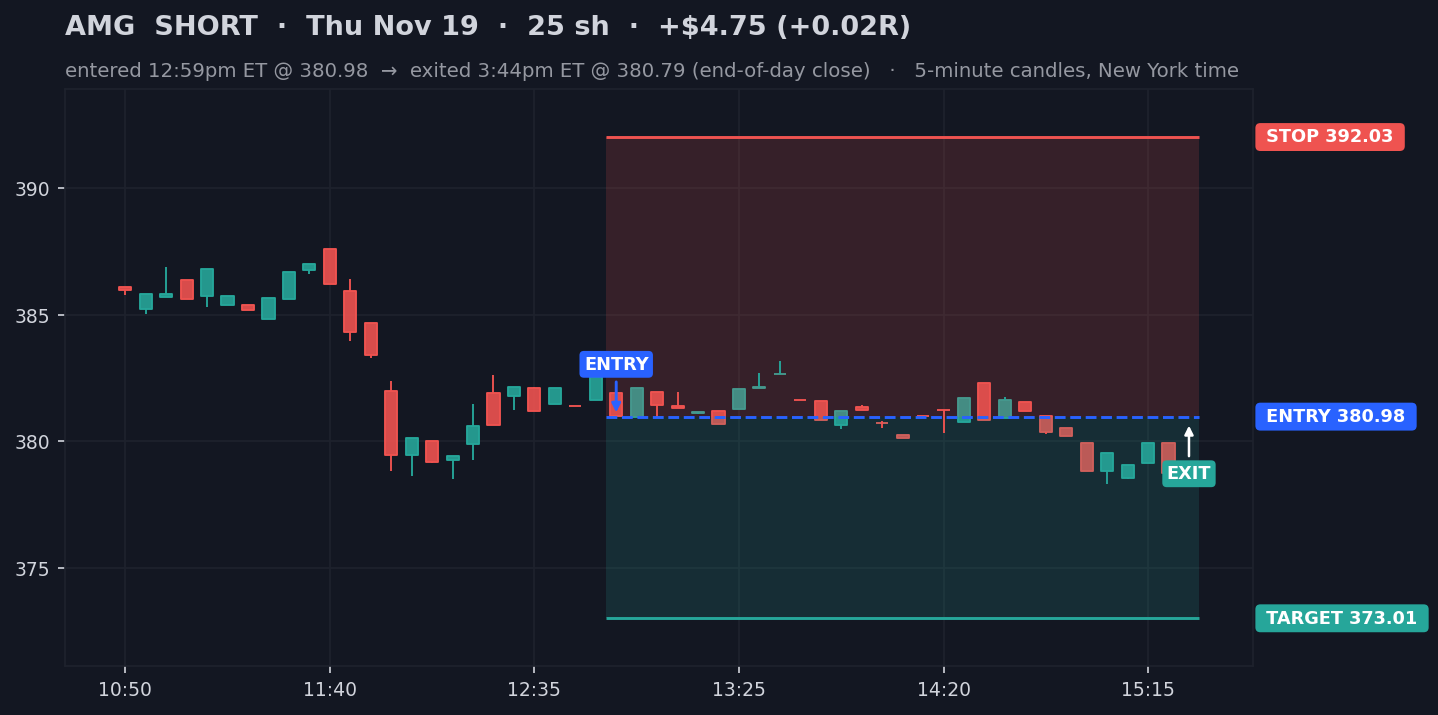 AMG  SHORT  ·  Thu Nov 19  ·  25 sh  ·  +$4.75 (+0.02R)
entered 12:59pm ET @ 380.98  →  exited 3:44pm ET @ 380.79 (end-of-day close)   ·   5-minute candles, New York time
STOP 392.03
390
385
ENTRY
ENTRY 380.98
380
EXIT
375
TARGET 373.01
10:50
11:40
12:35
13:25
14:20
15:15